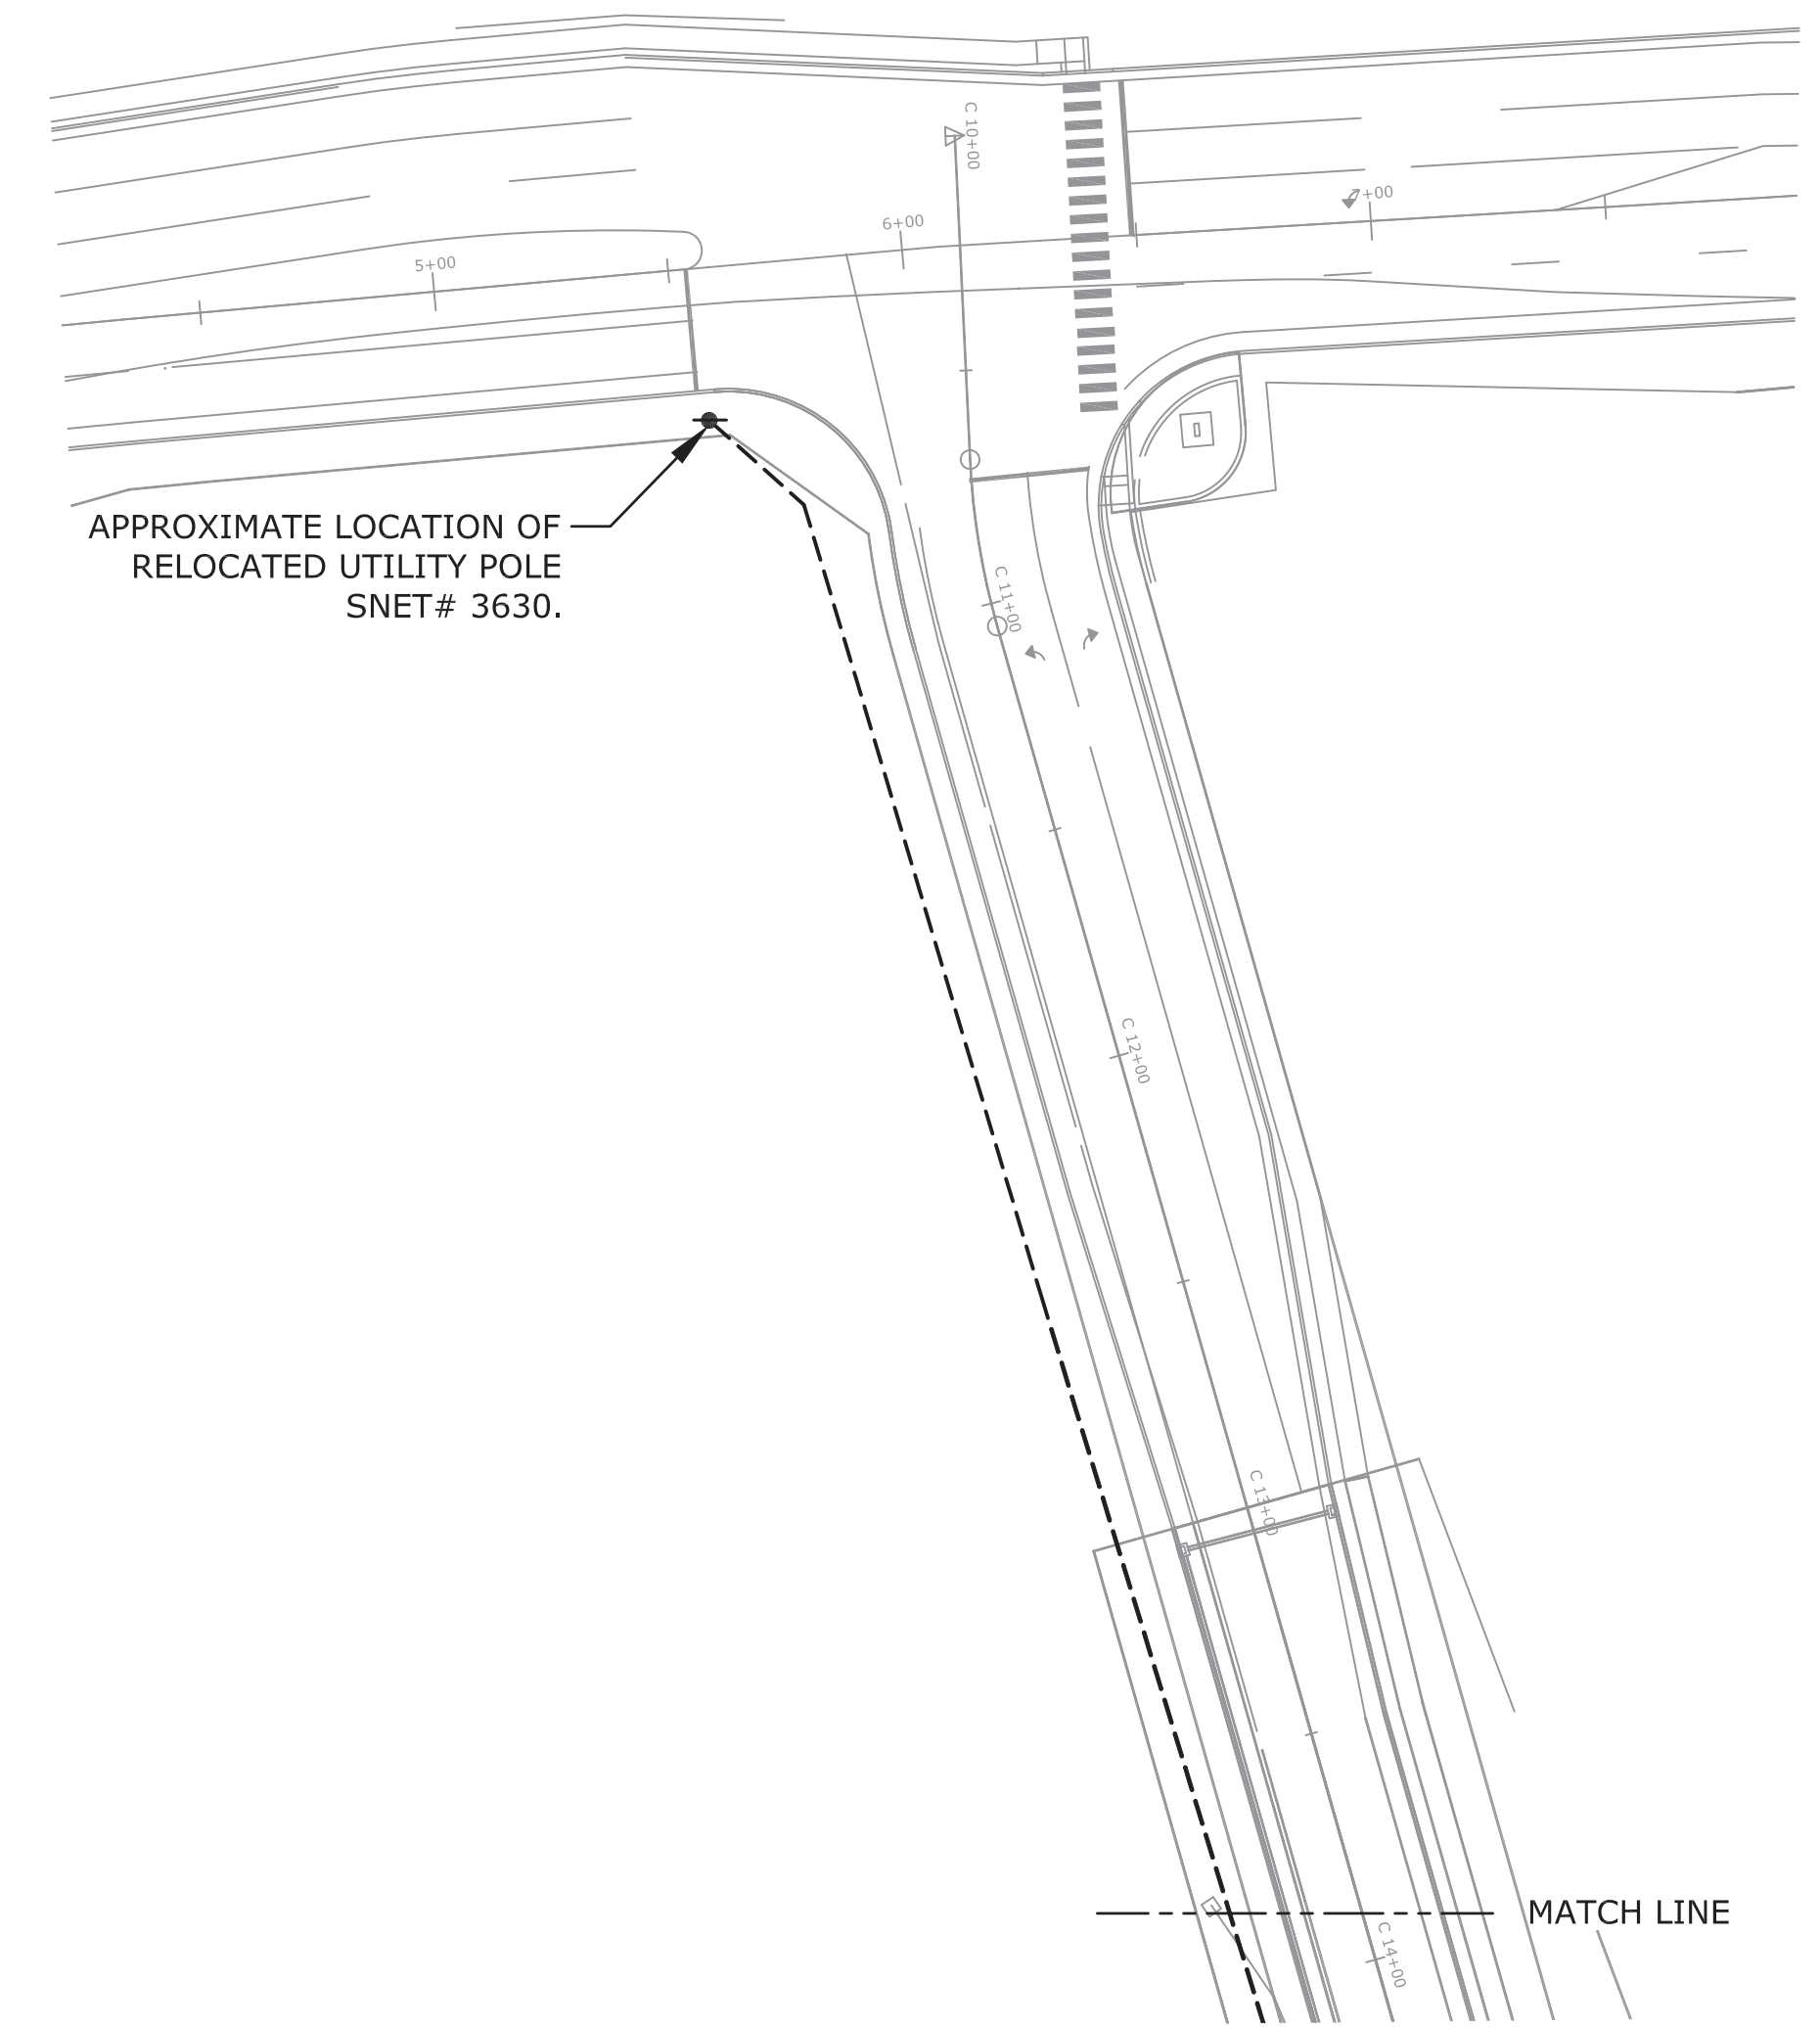 C 10+00
7+00
6+00
5+00
APPROXIMATE LOCATION OF
RELOCATED UTILITY POLE
SNET# 3630.
C 11+00
C 12+00
C 13+00
MATCH LINE
C 14+00